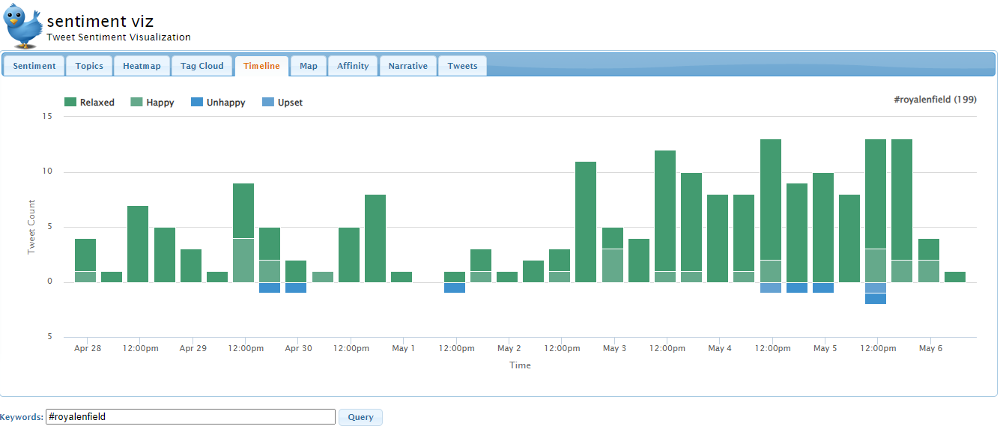 sentiment viz
Tweet Sentiment Visualization
Sentiment Topics Heatmap Tag Cloud Timeline Map Affinity Narrative Tweets
Relaxed Happy Unhappy Upset #royalenfield (199)
15
10
5
0
5
Tweet Count
Apr 28 12:00pm Apr 29 12:00pm Apr 30 12:00pm May 1 12:00pm May 2 12:00pm May 3 12:00pm May 4 12:00pm May 5 12:00pm May 6
Time
Keywords: #royalenfield Query